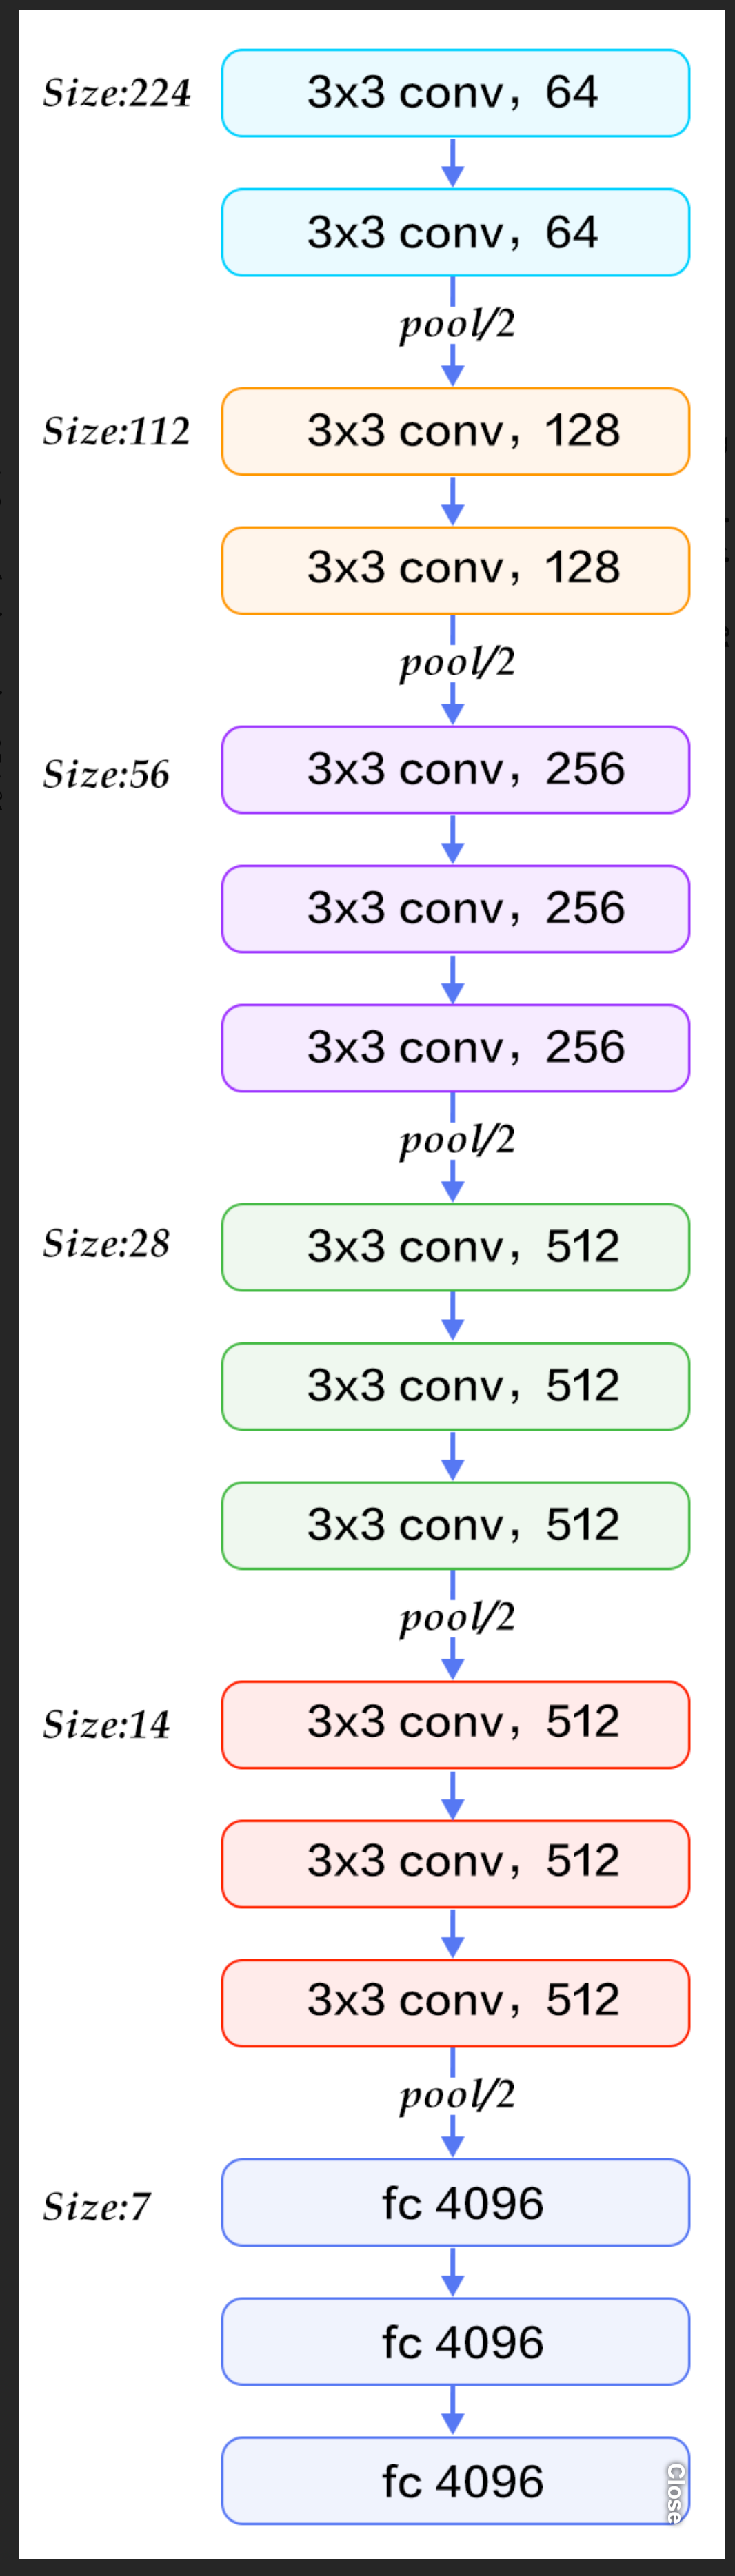 Size:224
3x3 conv，64
3x3 conv，64
pool/2
Size:112
3x3 conv，128
3x3 conv，128
pool/2
Size:56
3x3 conv，256
3x3 conv，256
3x3 conv，256
pool/2
Size:28
3x3 conv，512
3x3 conv，512
3x3 conv，512
pool/2
Size:14
3x3 conv，512
3x3 conv，512
3x3 conv，512
pool/2
Size:7
fc 4096
fc 4096
fc 4096
Close